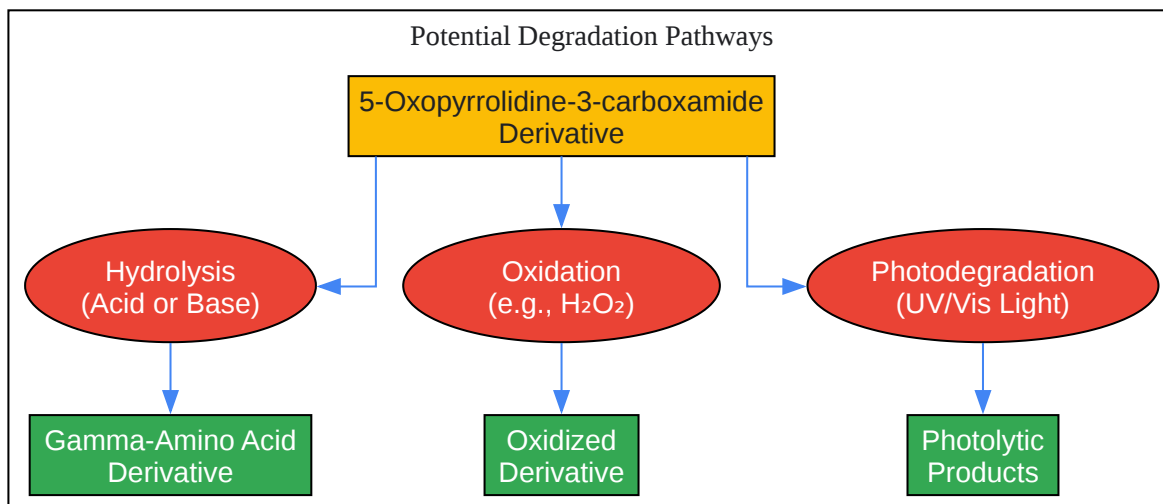 Potential Degradation Pathways
5-Oxopyrrolidine-3-carboxamide
Derivative
Hydrolysis
(Acid or Base)
Oxidation
(e.g., H₂O₂)
Photodegradation
(UV/Vis Light)
Gamma-Amino Acid
Derivative
Oxidized
Derivative
Photolytic
Products